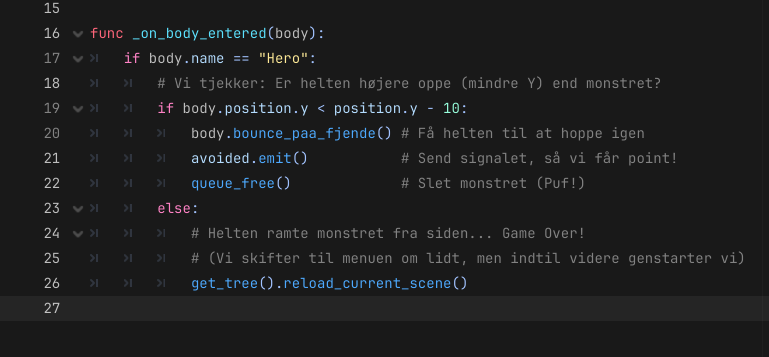 15
16 func _on_body_entered(body):
17 if body.name == "Hero":
18 # Vi tjekker: Er helten højere oppe (mindre Y) end monstret?
19 if body.position.y < position.y - 10:
20 body.bounce_paa_fjende() # Få helten til at hoppe igen
21 avoided.emit() # Send signalet, så vi får point!
22 queue_free() # Slet monstret (Puf!)
23 else:
24 # Helten ramte monstret fra siden... Game Over!
25 # (Vi skifter til menuen om lidt, men indtil videre genstarter vi)
26 get_tree().reload_current_scene()
27